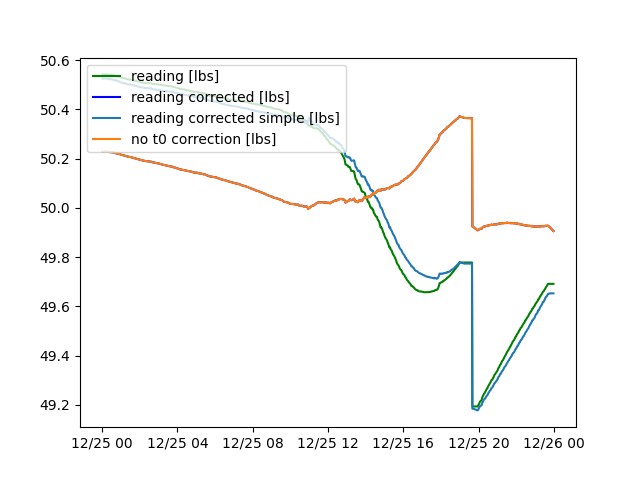 50.6
50.4
50.2
50.0
49.8
49.6
49.4
49.2
reading [lbs]
reading corrected [lbs]
reading corrected simple [lbs]
no t0 correction [lbs]
12/25 00 12/25 04 12/25 08 12/25 12 12/25 16 12/25 20 12/26 00